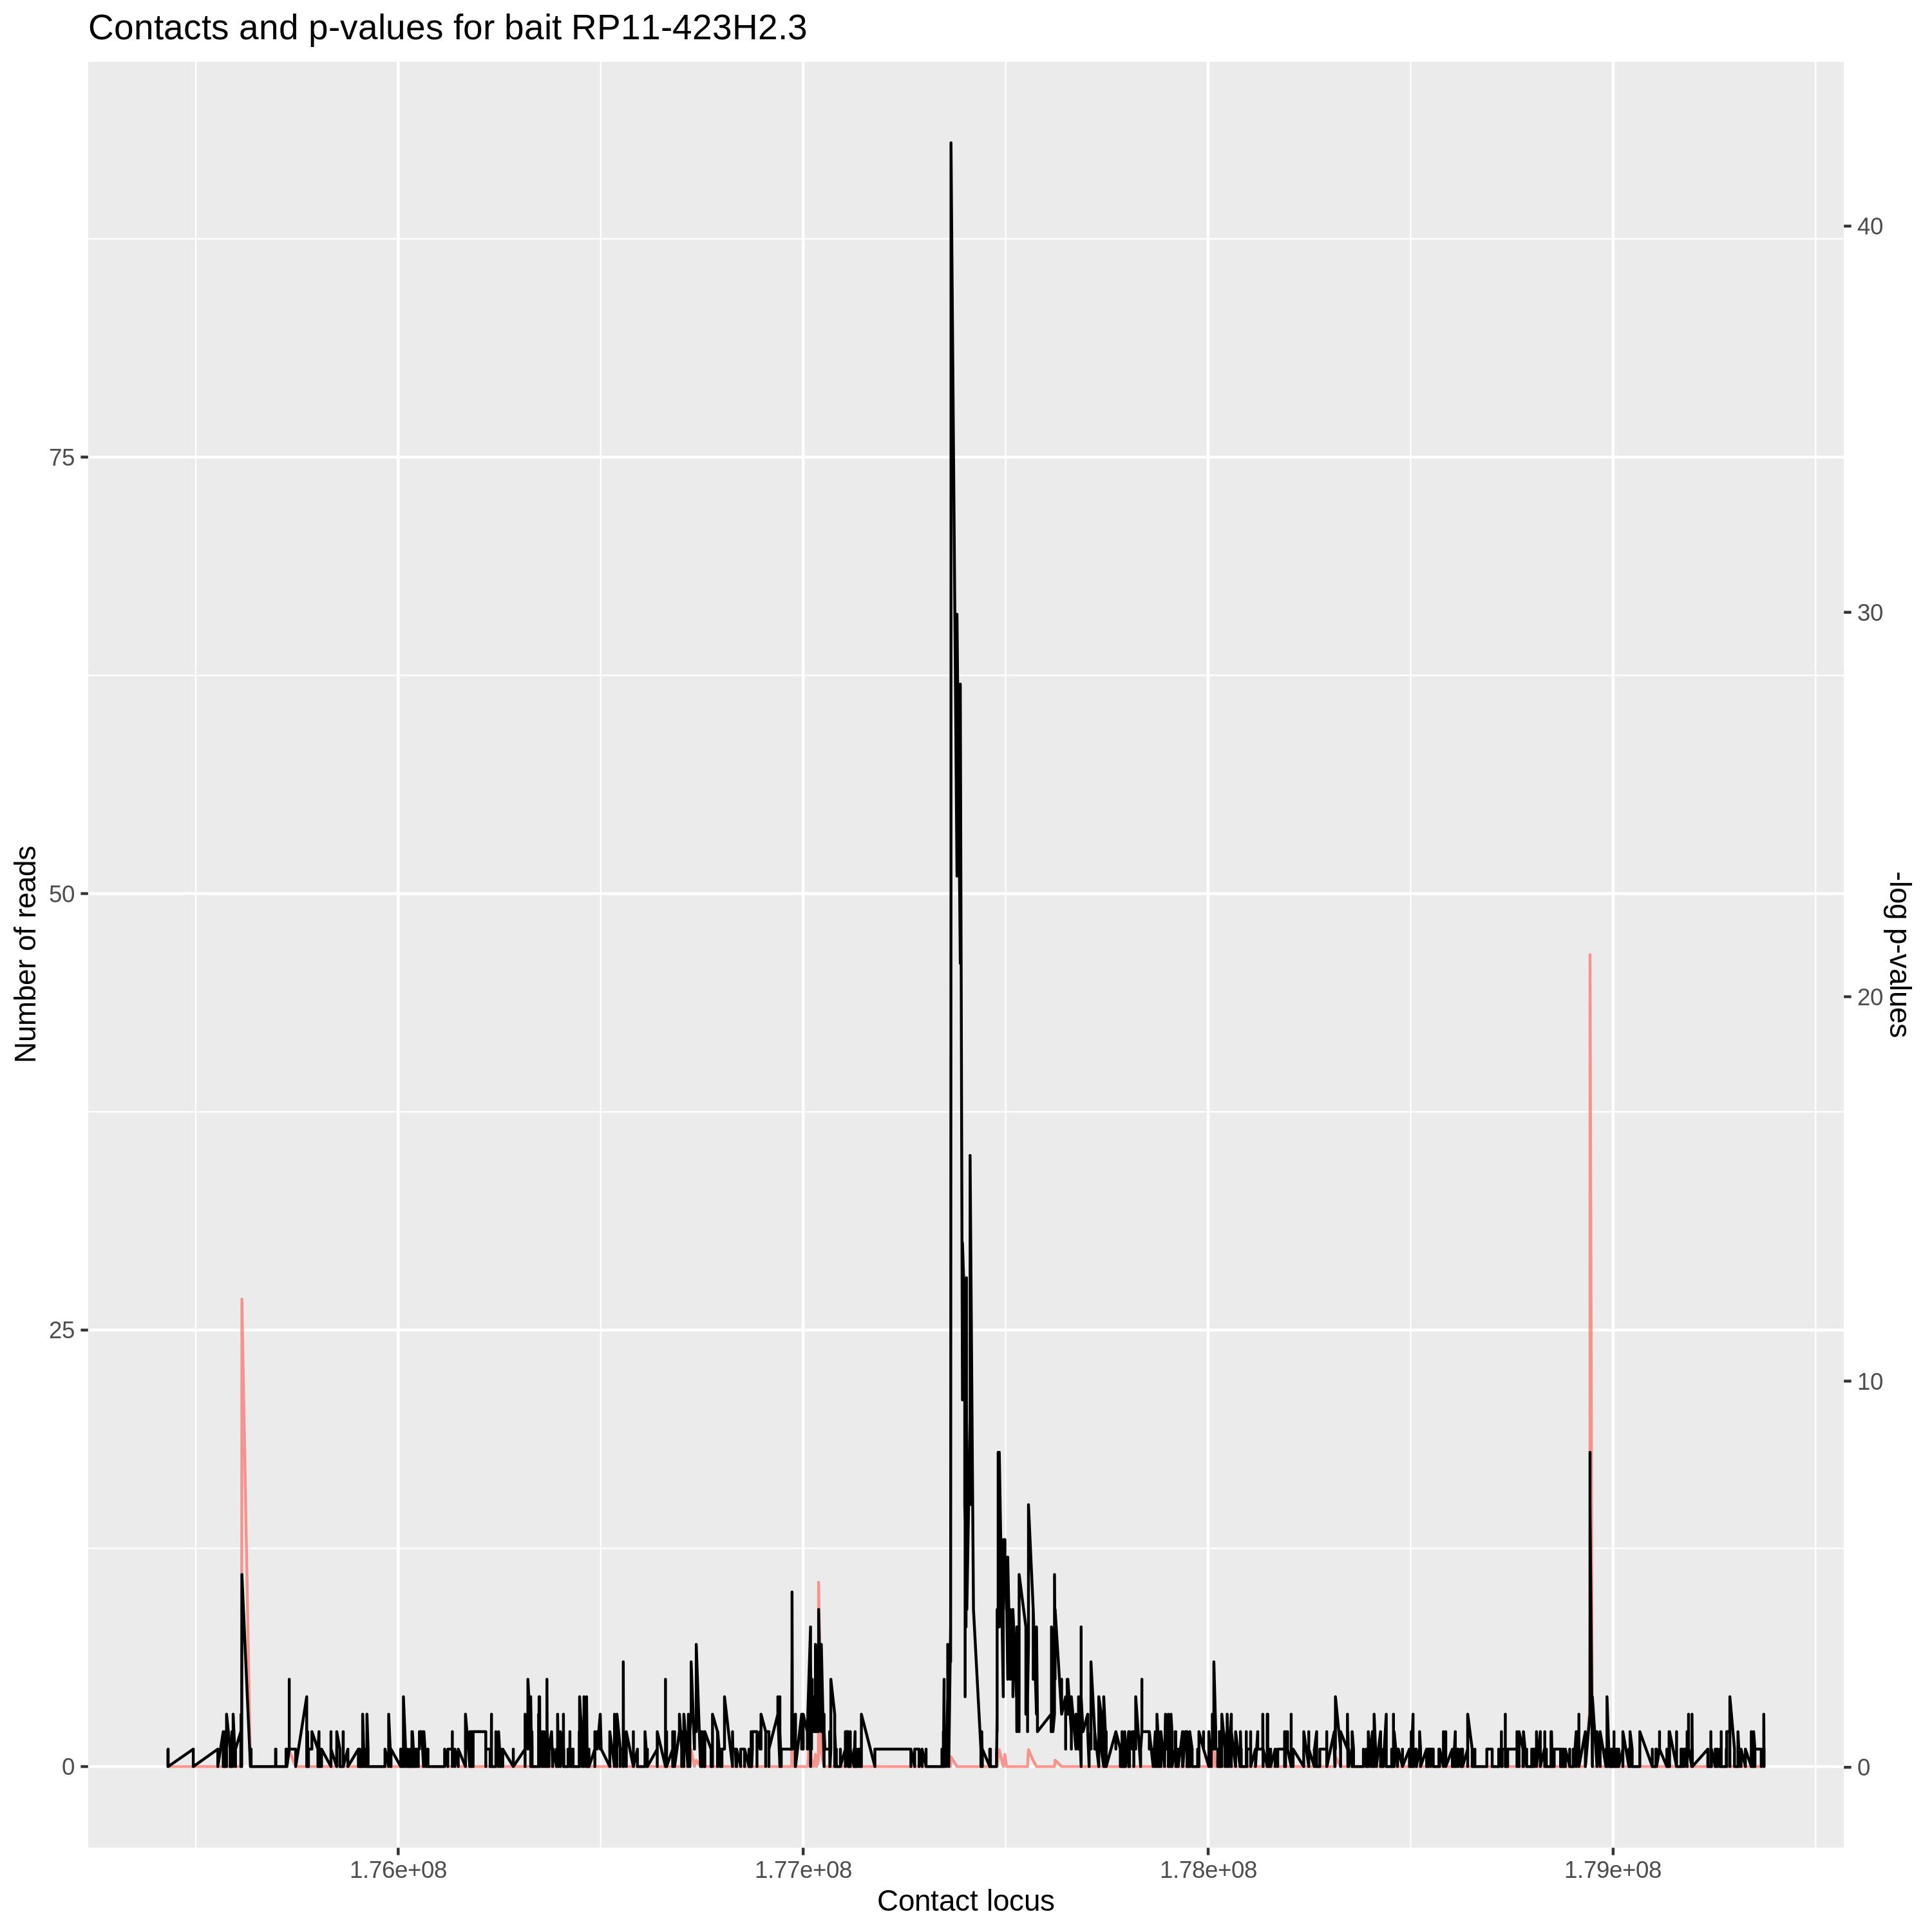 Contacts and p-values for bait RP11-423H2.3
Number of reads
75
50
25
0
40
30
20
10
0
-log p-values
1.76e+08
1.77e+08
1.78e+08
1.79e+08
Contact locus